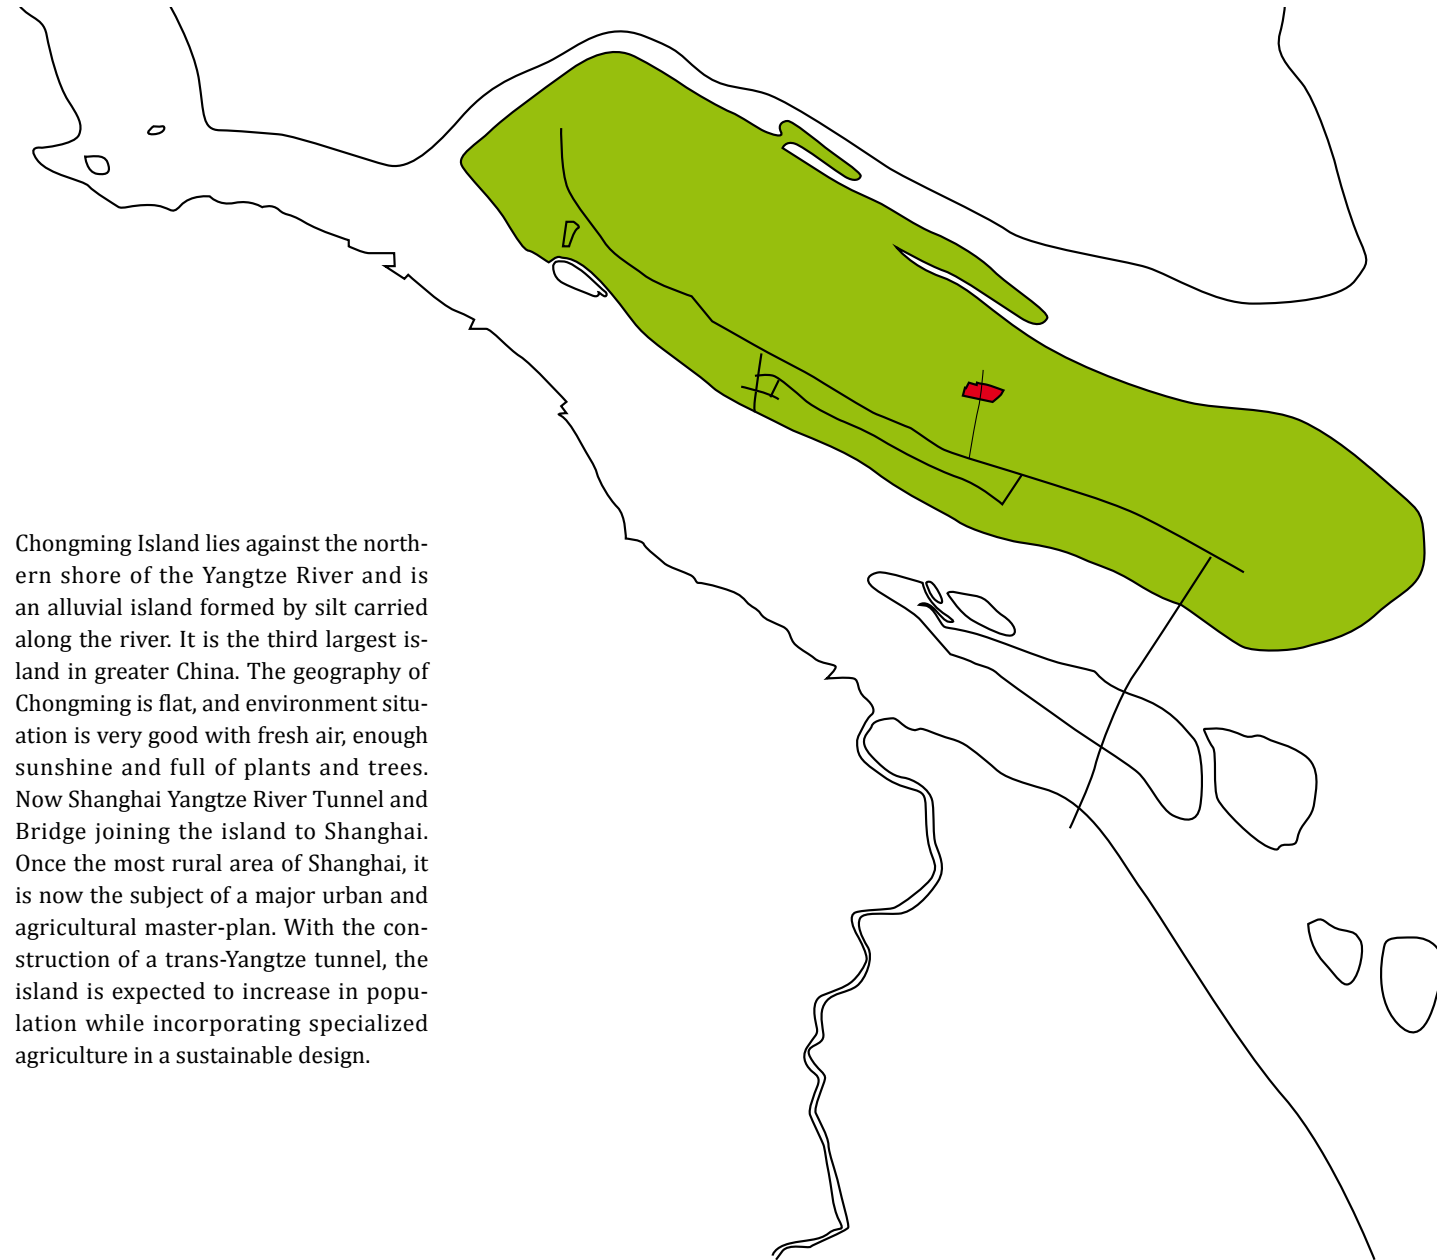 Chongming Island lies against the north-
ern shore of the Yangtze River and is
an alluvial island formed by silt carried
along the river. It is the third largest is-
land in greater China. The geography of
Chongming is flat, and environment situ-
ation is very good with fresh air, enough
sunshine and full of plants and trees.
Now Shanghai Yangtze River Tunnel and
Bridge joining the island to Shanghai.
Once the most rural area of Shanghai, it
is now the subject of a major urban and
agricultural master-plan. With the con-
struction of a trans-Yangtze tunnel, the
island is expected to increase in popu-
lation while incorporating specialized
agriculture in a sustainable design.